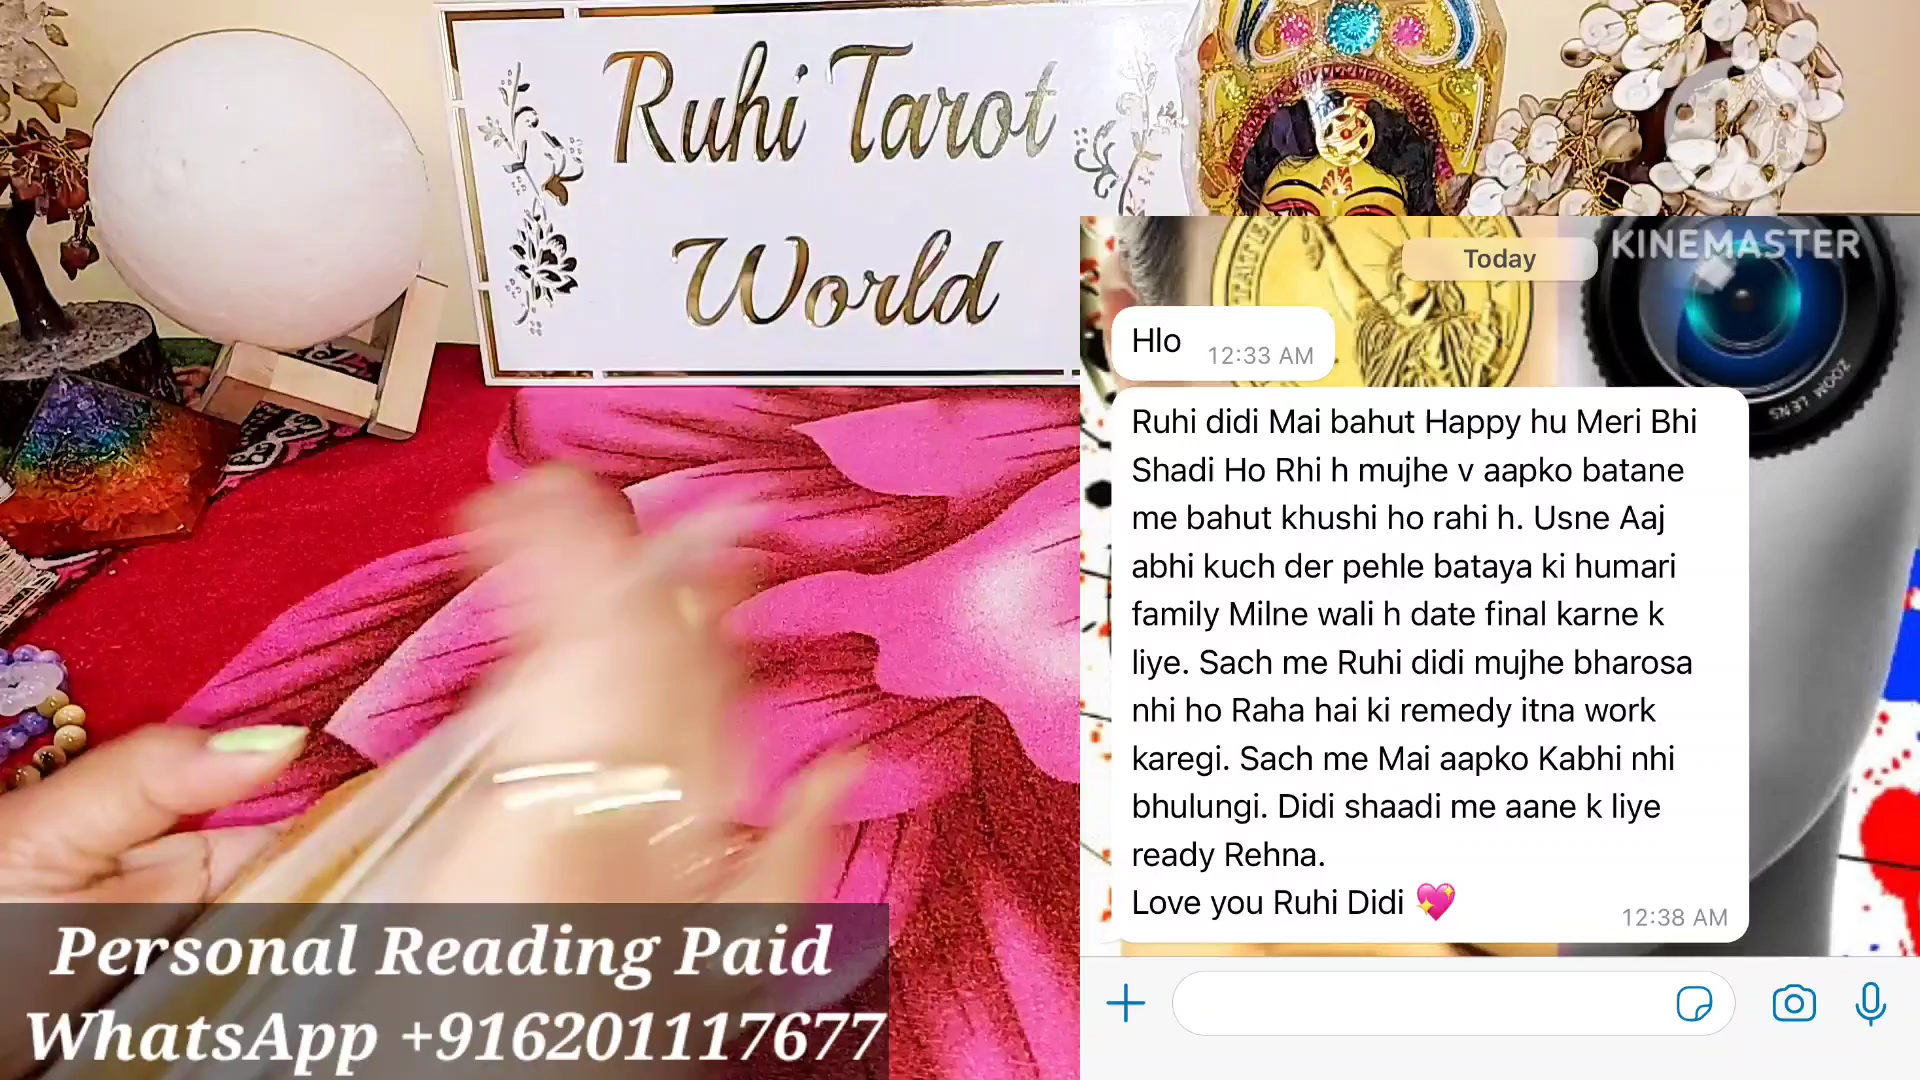 Ruhi Tarot
World
KINEMASTER
Today
Hlo
12:33 AM
Ruhi didi Mai bahut Happy hu Meri Bhi
Shadi Ho Rhi h mujhe v aapko batane
me bahut khushi ho rahi h. Usne Aaj
abhi kuch der pehle bataya ki humari
family Milne wali h date final karne k
liye. Sach me Ruhi didi mujhe bharosa
nhi ho Raha hai ki remedy itna work
karegi. Sach me Mai aapko Kabhi nhi
bhulungi. Didi shaadi me aane k liye
ready Rehna.
Love you Ruhi Didi 💖
12:38 AM
ZOOM LENS
Personal Reading Paid
WhatsApp +916201117677